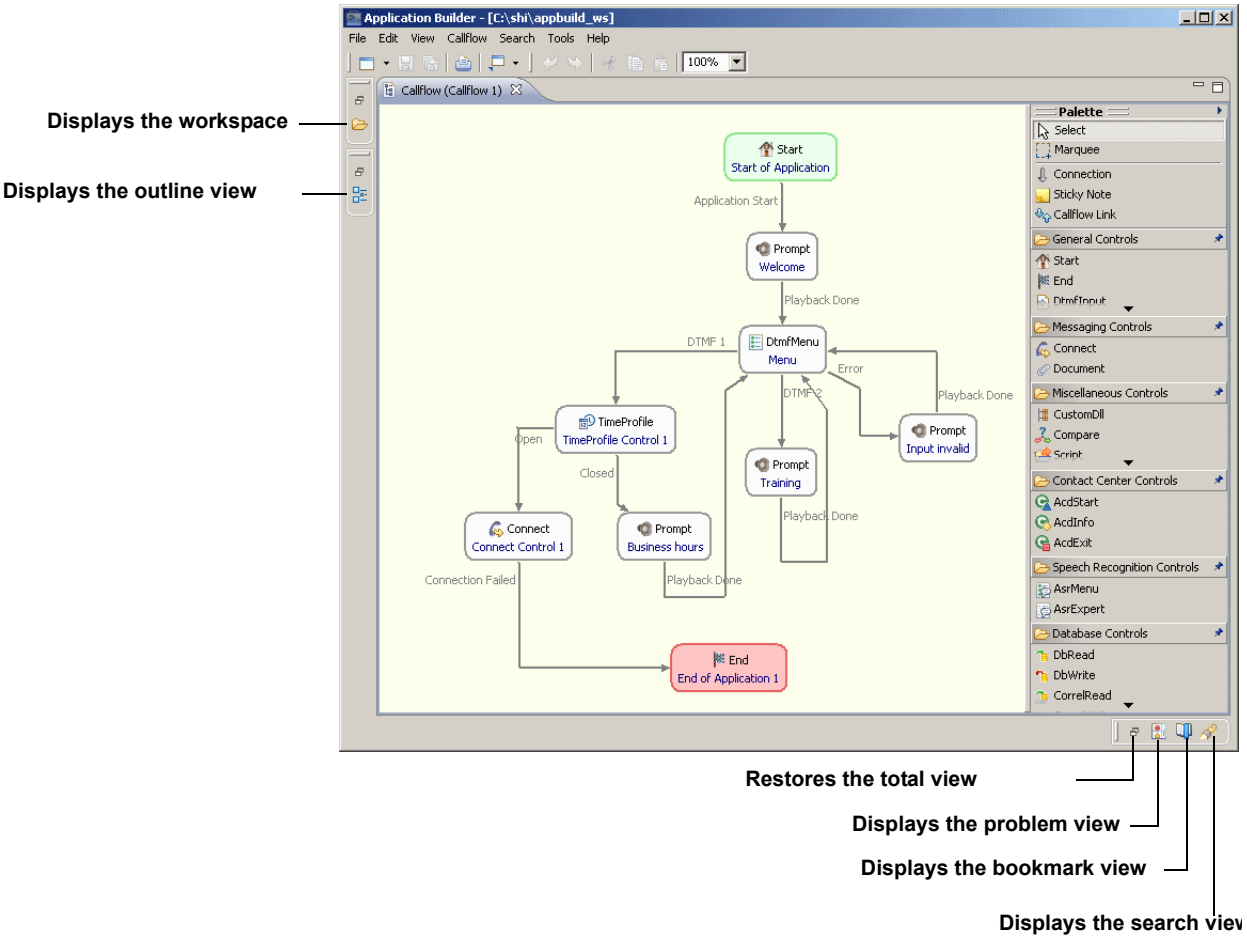 Application Builder - [C:\shi\appbuild_ws]
File Edit View Callflow Search Tools Help
100%
Callflow (Callflow 1)
Displays the workspace
Displays the outline view
Start
Start of Application
Application Start
Prompt
Welcome
Playback Done
DTMF 1
DtmfMenu
Menu
Error
DTMF 2
Playback Done
TimeProfile
TimeProfile Control 1
Open
Closed
Prompt
Input invalid
Prompt
Training
Playback Done
Connect
Connect Control 1
Prompt
Business hours
Connection Failed
Playback Done
End
End of Application 1
Palette
Select
Marquee
Connection
Sticky Note
Callflow Link
General Controls
Start
End
DtmfInput
Messaging Controls
Connect
Document
Miscellaneous Controls
CustomDll
Compare
Script
Contact Center Controls
AcdStart
AcdInfo
AcdExit
Speech Recognition Controls
AsrMenu
AsrExpert
Database Controls
DbRead
DbWrite
CorrelRead
Restores the total view
Displays the problem view
Displays the bookmark view
Displays the search view